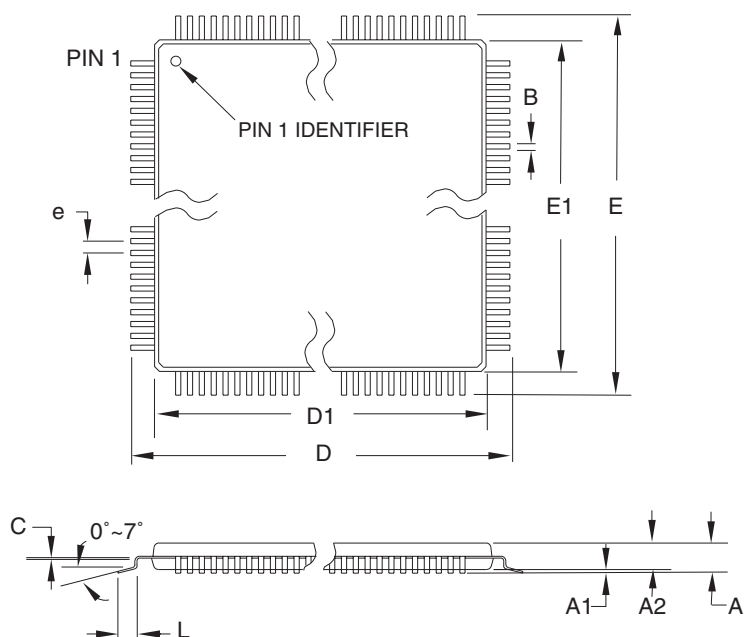 PIN 1
PIN 1 IDENTIFIER
B
e
E1
E
D1
D
C
0°~7°
L
A1
A2
A